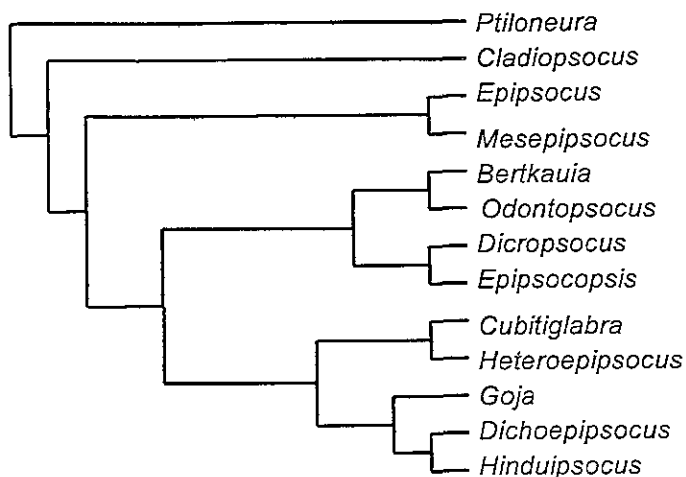 Ptiloneura
Cladiopsocus
Epipsocus
Mesepipsocus
Bertkauia
Odontopsocus
Dicropsocus
Epipsocopsis
Cubitiglabra
Heteroepipsocus
Goja
Dichoepipsocus
Hinduipsocus